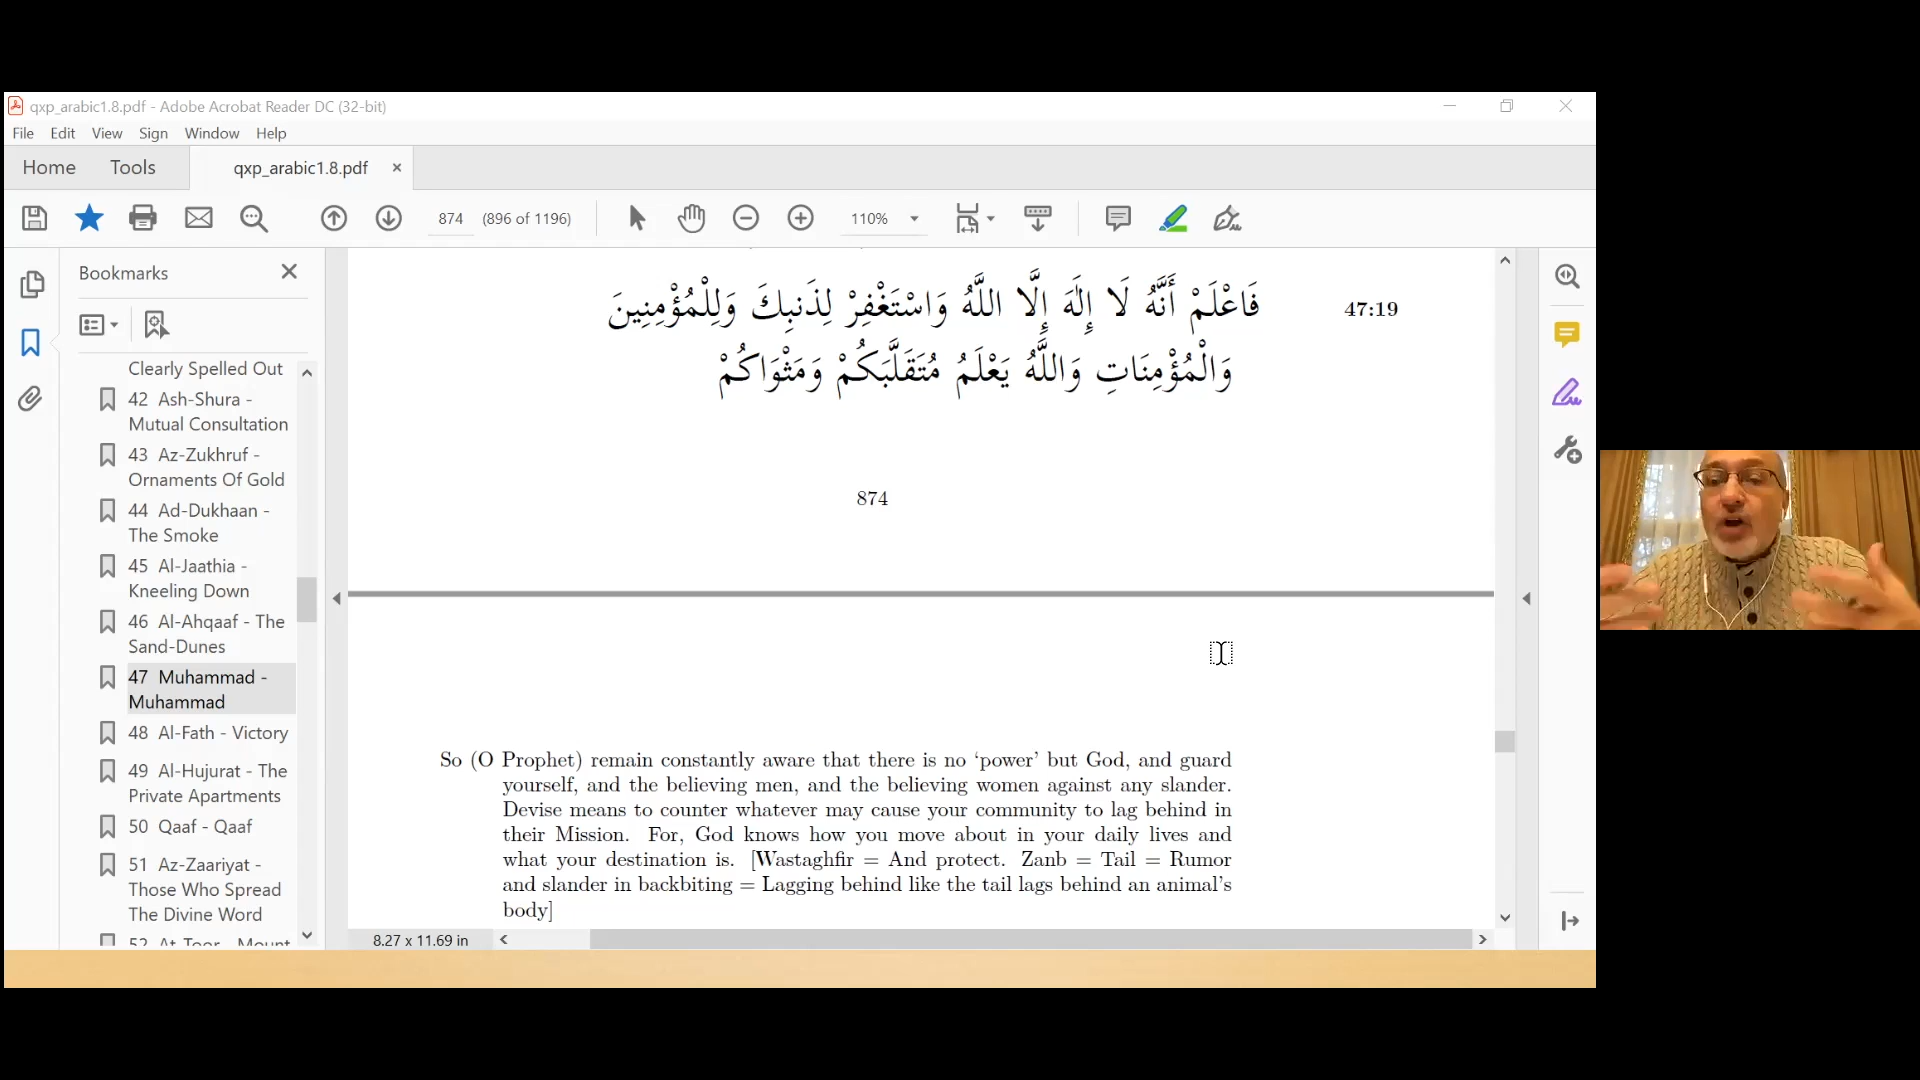 qxp_arabic1.8.pdf - Adobe Acrobat Reader DC (32-bit)
File Edit View Sign Window Help
Home Tools qxp_arabic1.8.pdf ×
874 (896 of 1196) 110%
Bookmarks
Clearly Spelled Out
42 Ash-Shura -
Mutual Consultation
43 Az-Zukhruf -
Ornaments Of Gold
44 Ad-Dukhaan -
The Smoke
45 Al-Jaathia -
Kneeling Down
46 Al-Ahqaaf - The
Sand-Dunes
47 Muhammad -
Muhammad
48 Al-Fath - Victory
49 Al-Hujurat - The
Private Apartments
50 Qaaf - Qaaf
51 Az-Zaariyat -
Those Who Spread
The Divine Word
52 At-Toor - Mount
فَاعْلَمْ أَنَّهُ لَا إِلَٰهَ إِلَّا اللَّهُ وَاسْتَغْفِرْ لِذَنبِكَ وَلِلْمُؤْمِنِينَ 47:19
وَالْمُؤْمِنَاتِ وَاللَّهُ يَعْلَمُ مُتَقَلَّبَكُمْ وَمَثْوَاكُمْ
874
So (O Prophet) remain constantly aware that there is no ‘power’ but God, and guard
yourself, and the believing men, and the believing women against any slander.
Devise means to counter whatever may cause your community to lag behind in
their Mission. For, God knows how you move about in your daily lives and
what your destination is. [Wastaghfir = And protect. Zanb = Tail = Rumor
and slander in backbiting = Lagging behind like the tail lags behind an animal’s
body]
8.27 x 11.69 in